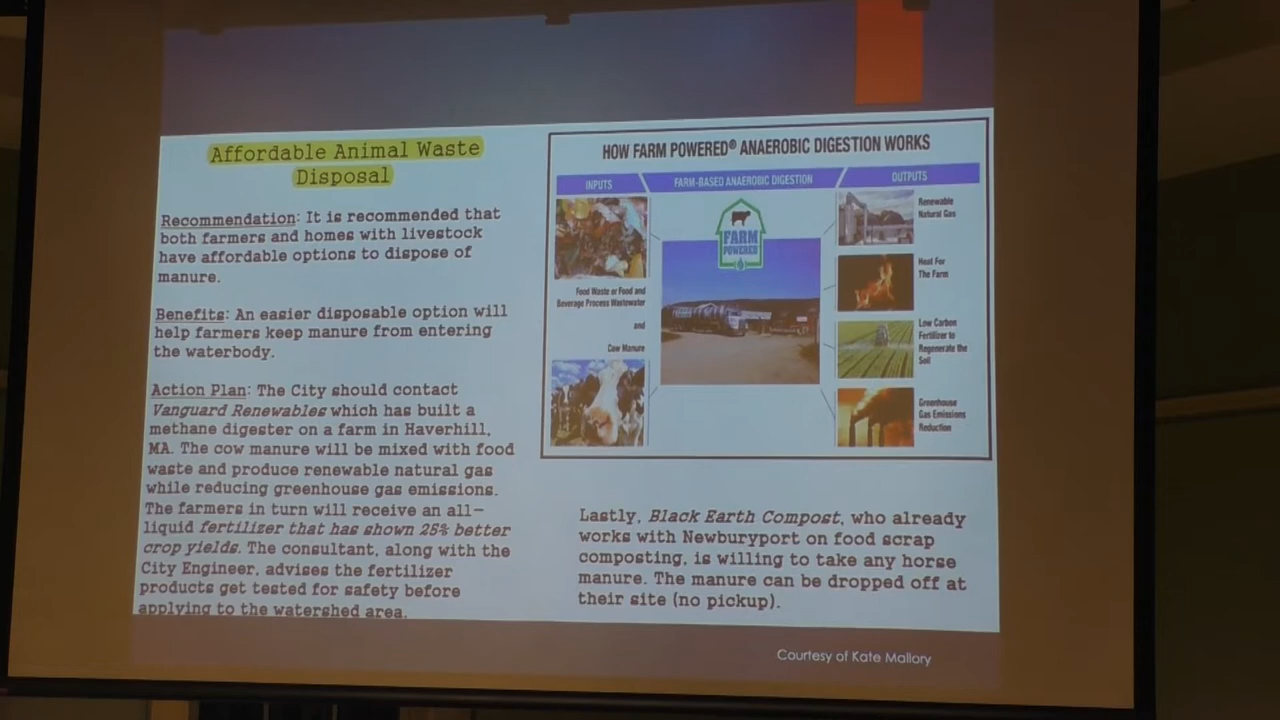 Affordable Animal Waste
Disposal
Recommendation: It is recommended that
both farmers and homes with livestock
have affordable options to dispose of
manure.
Benefits: An easier disposable option will
help farmers keep manure from entering
the waterbody.
Action Plan: The City should contact
Vanguard Renewables which has built a
methane digester on a farm in Haverhill,
MA. The cow manure will be mixed with food
waste and produce renewable natural gas
while reducing greenhouse gas emissions.
The farmers in turn will receive an all-
liquid fertilizer that has shown 25% better
crop yields. The consultant, along with the
City Engineer, advises the fertilizer
products get tested for safety before
applying to the watershed area.
HOW FARM POWERED® ANAEROBIC DIGESTION WORKS
INPUTS
FARM-BASED ANAEROBIC DIGESTION
OUTPUTS
Food Waste or Food and
Beverage Process Wastewater
and
Cow Manure
FARM
POWERED
Renewable
Natural Gas
Heat For
The Farm
Low Carbon
Fertilizer to
Regenerate the
Soil
Greenhouse
Gas Emissions
Reduction
Lastly, Black Earth Compost, who already
works with Newburyport on food scrap
composting, is willing to take any horse
manure. The manure can be dropped off at
their site (no pickup).
Courtesy of Kate Mallory